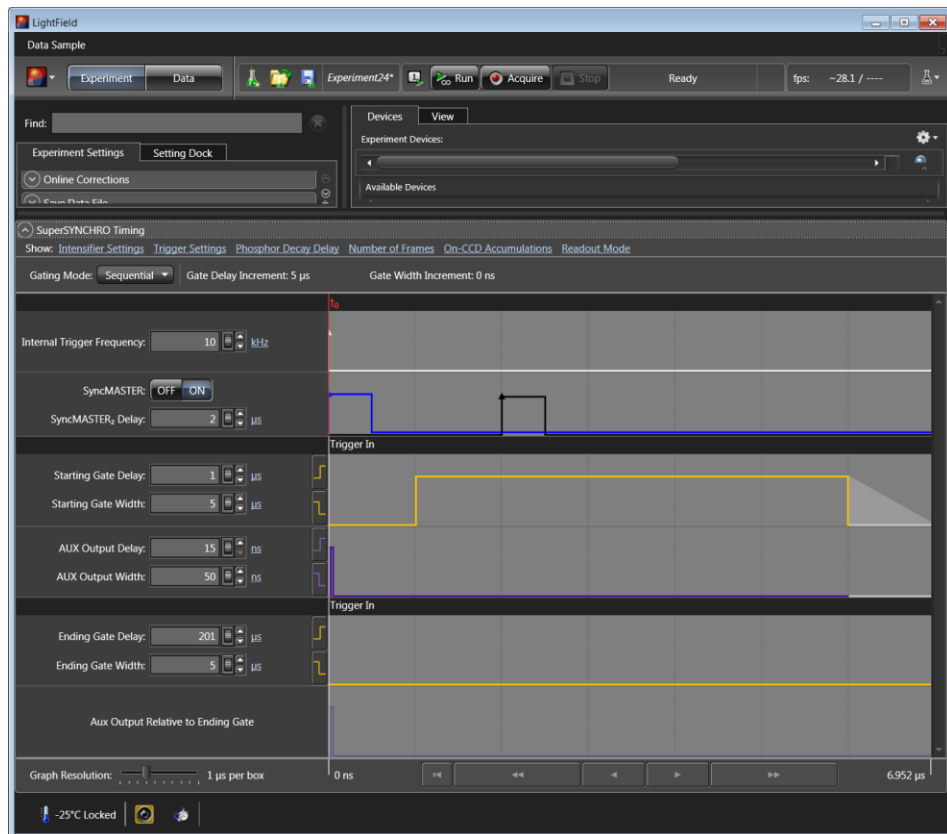 LightField
Data Sample
Experiment Data Experiment24* Run Acquire Stop Ready fps: ~28.1 / ----
Find:
Devices View
Experiment Devices:
Experiment Settings Setting Dock
Online Corrections
Save Data File
Available Devices
SuperSYNCHRO Timing
Show: Intensifier Settings Trigger Settings Phosphor Decay Delay Number of Frames On-CCD Accumulations Readout Mode
Gating Mode: Sequential Gate Delay Increment: 5 µs Gate Width Increment: 0 ns
t₀
Internal Trigger Frequency: 10 kHz
SyncMASTER: OFF ON
SyncMASTER₂ Delay: 2 µs
Trigger In
Starting Gate Delay: 1 µs
Starting Gate Width: 5 µs
AUX Output Delay: 15 ns
AUX Output Width: 50 ns
Trigger In
Ending Gate Delay: 201 µs
Ending Gate Width: 5 µs
Aux Output Relative to Ending Gate
Graph Resolution: 1 µs per box 0 ns 6.952 µs
-25°C Locked